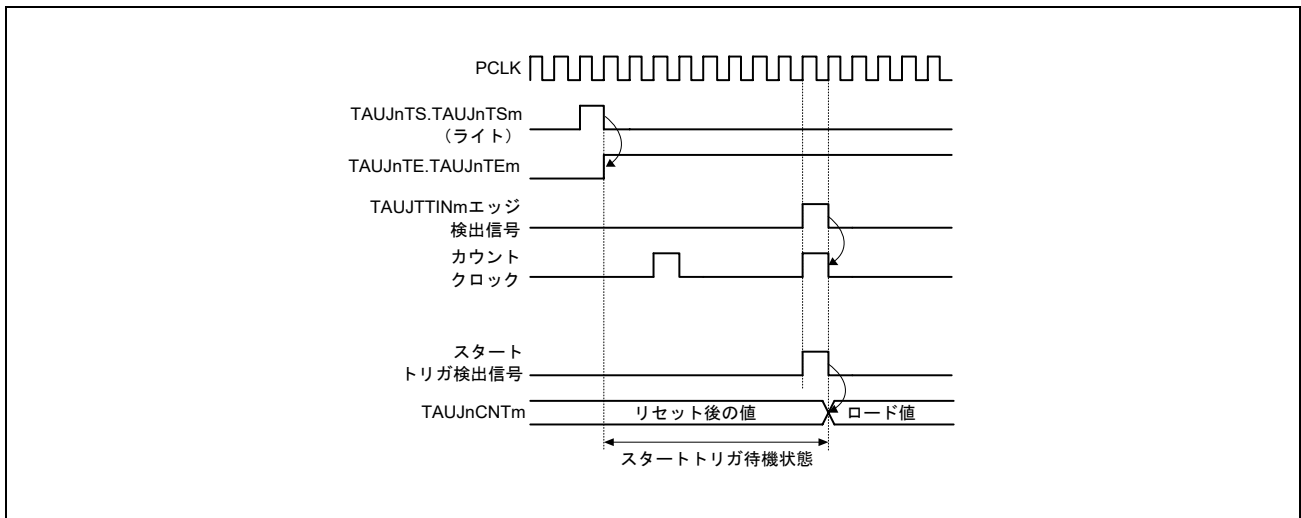 PCLK
TAUJnTS.TAUJnTSm
（ライト）
TAUJnTE.TAUJnTEm
TAUJTTINmエッジ
検出信号
カウント
クロック
スタート
トリガ検出信号
TAUJnCNTm
リセット後の値
ロード値
スタートトリガ待機状態